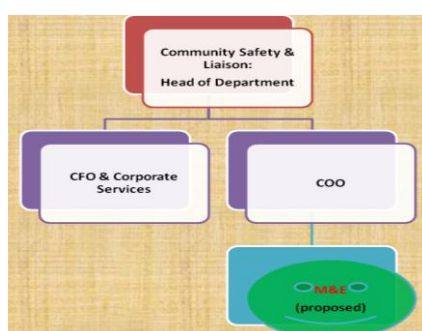 Community Safety &
Liaison:
Head of Department
CFO & Corporate
Services
COO
M&E
(proposed)